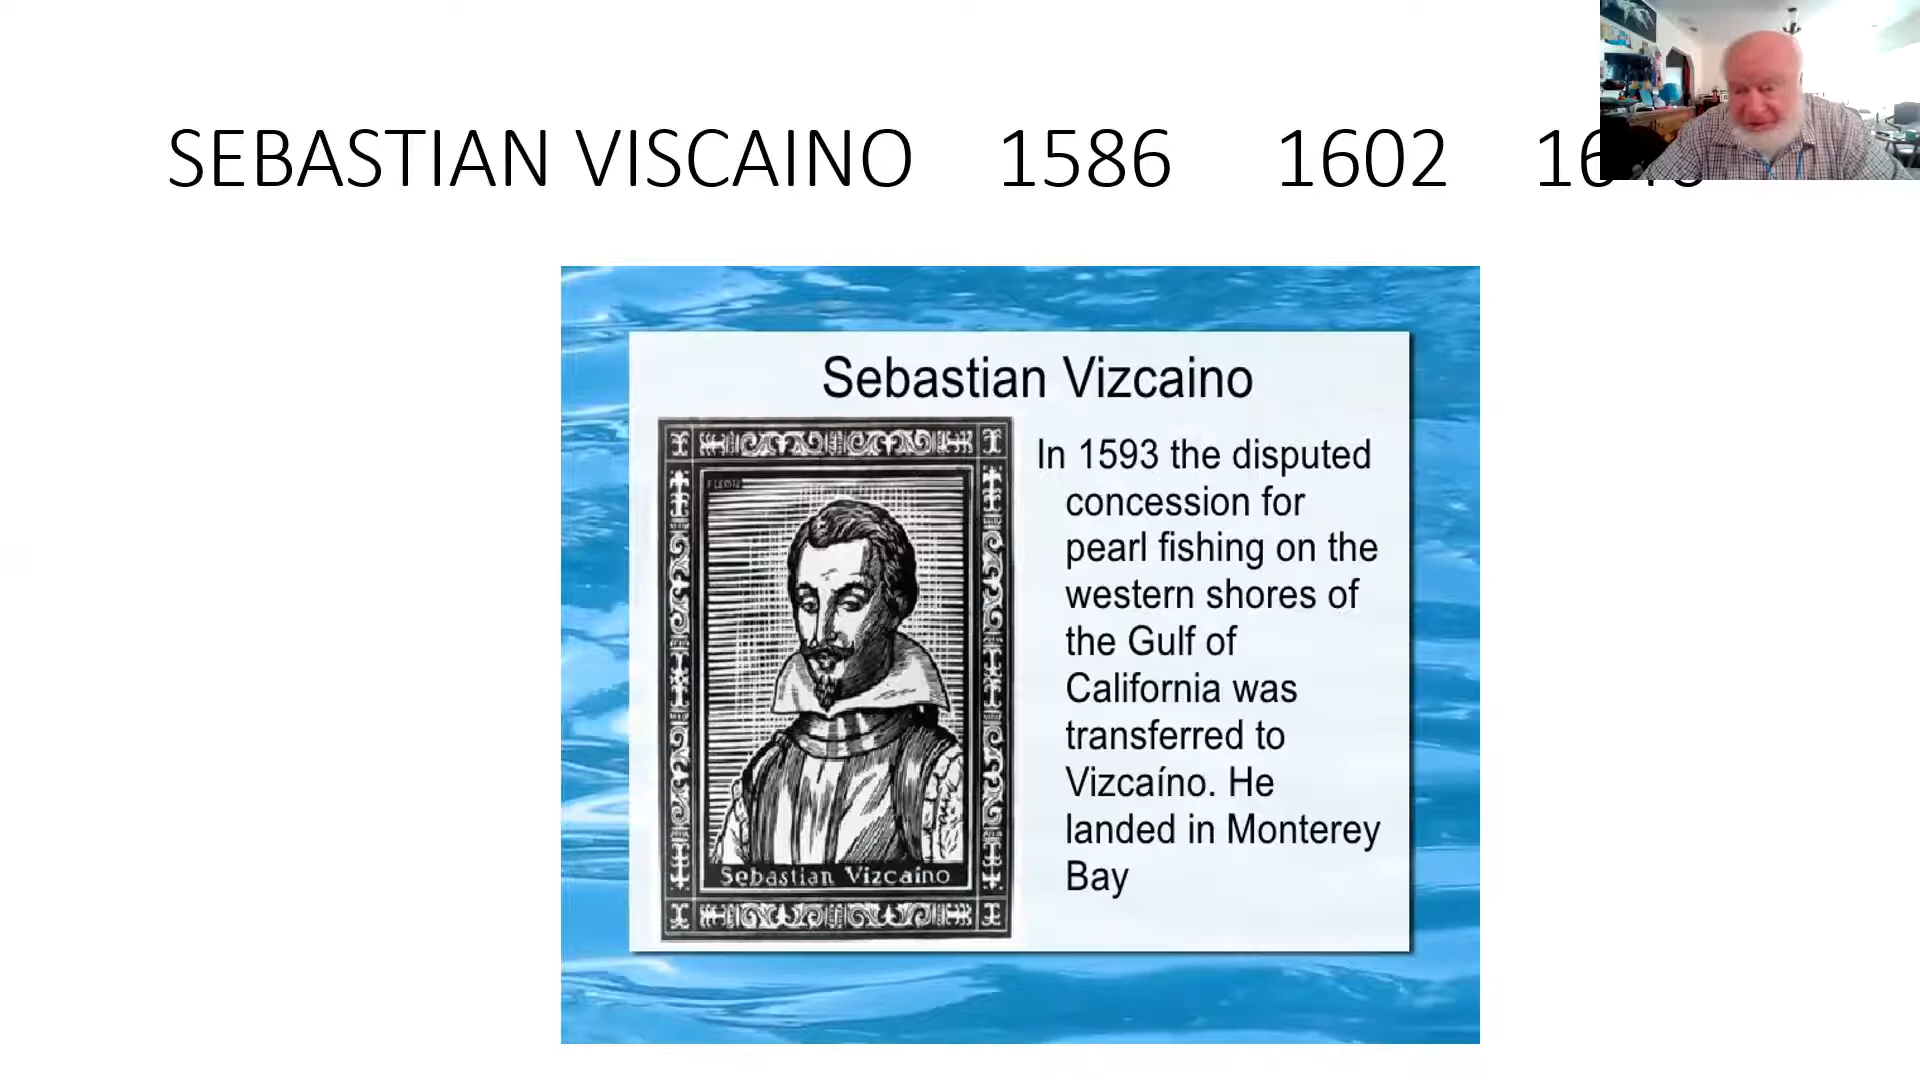 SEBASTIAN VISCAINO 1586 1602
Sebastian Vizcaino
In 1593 the disputed
concession for
pearl fishing on the
western shores of
the Gulf of
California was
transferred to
Vizcaíno. He
landed in Monterey
Bay
Sebastian Vizcaino